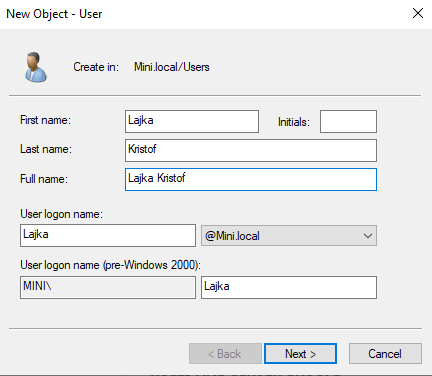 New Object - User
Create in: Mini.local/Users
First name: Lajka Initials:
Last name: Kristof
Full name: Lajka Kristof
User logon name:
Lajka @Mini.local
User logon name (pre-Windows 2000):
MINI\ Lajka
< Back Next > Cancel